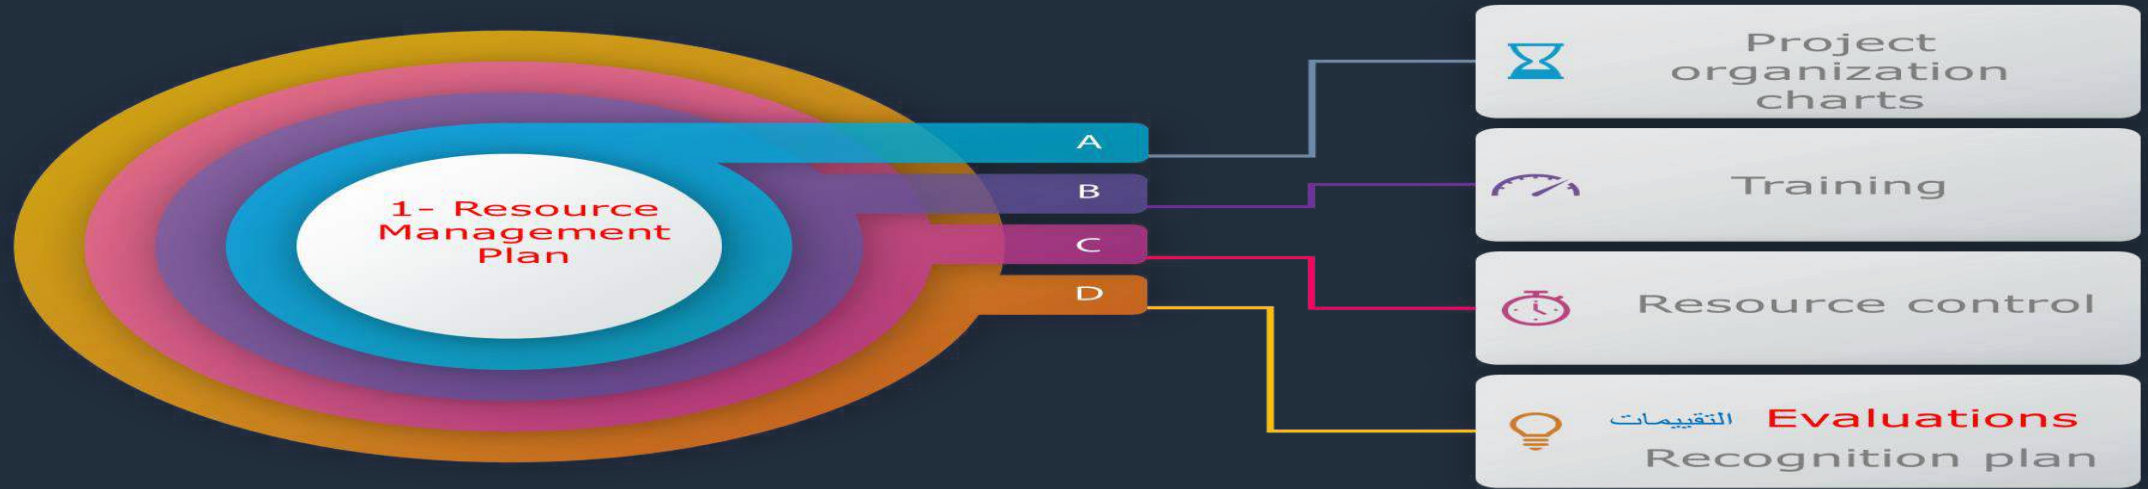 1- Resource
Management
Plan
A
B
C
D
Project
organization
charts
Training
Resource control
التقييمات Evaluations
Recognition plan